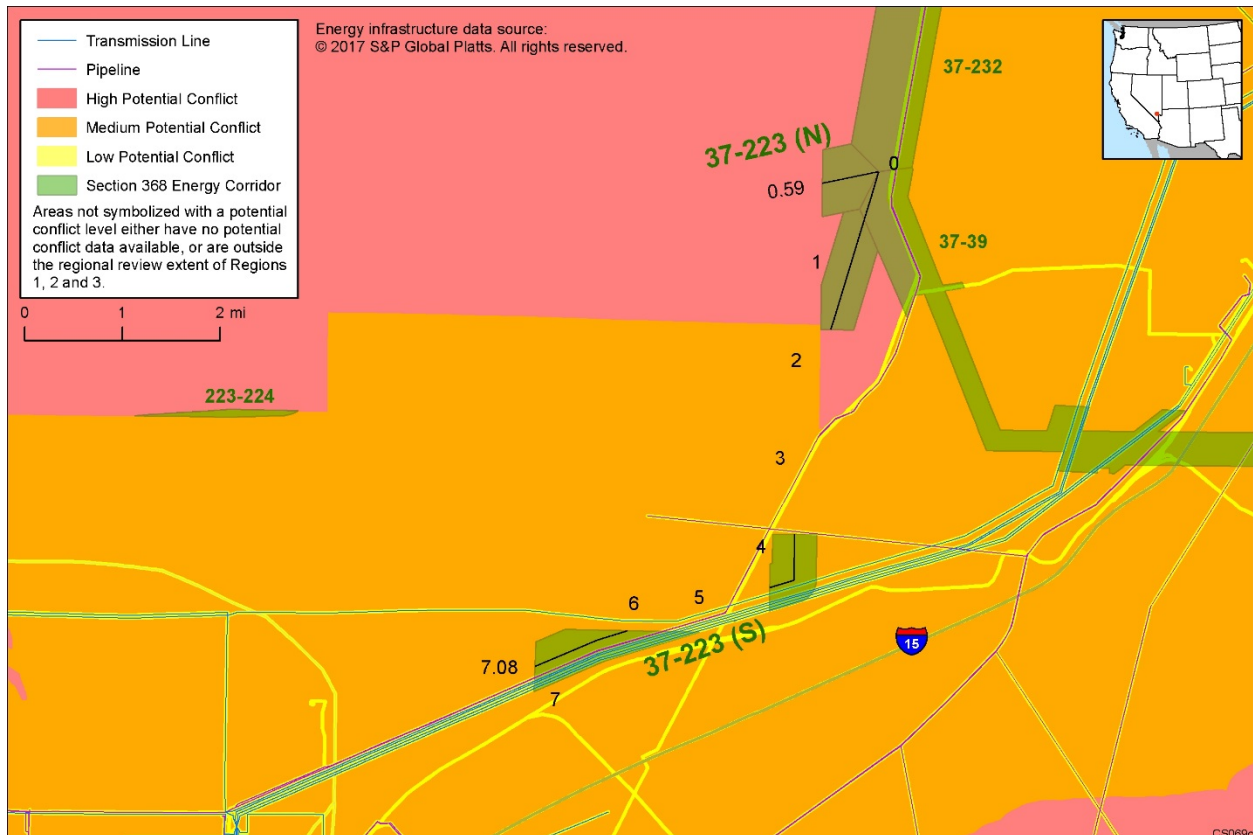 Transmission Line
Pipeline
High Potential Conflict
Medium Potential Conflict
Low Potential Conflict
Section 368 Energy Corridor
Areas not symbolized with a potential
conflict level either have no potential
conflict data available, or are outside
the regional review extent of Regions
1, 2 and 3.
0 1 2 mi
Energy infrastructure data source:
© 2017 S&P Global Platts. All rights reserved.
37-232
37-223 (N)
0
0.59
37-39
1
2
223-224
3
4
5
6
37-223 (S)
15
7.08
7